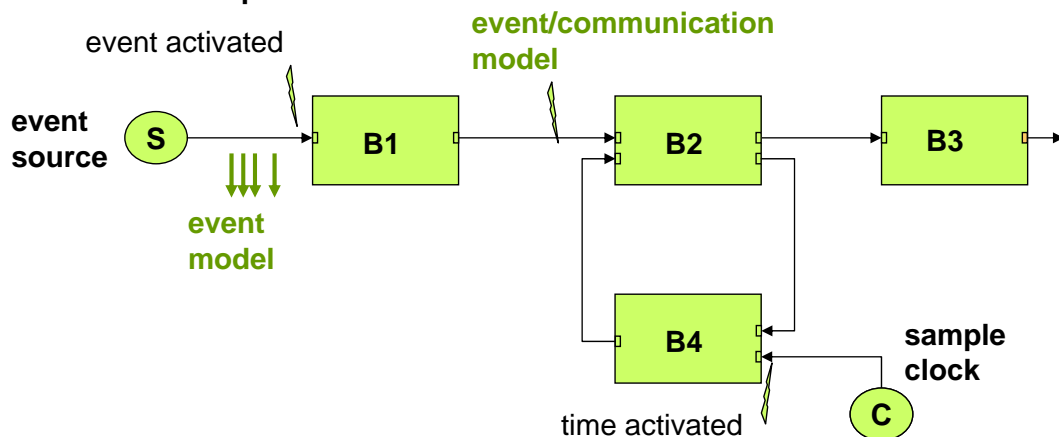 event/communication
model
event activated
event
source
S
B1
B2
B3
event
model
B4
sample
clock
C
time activated